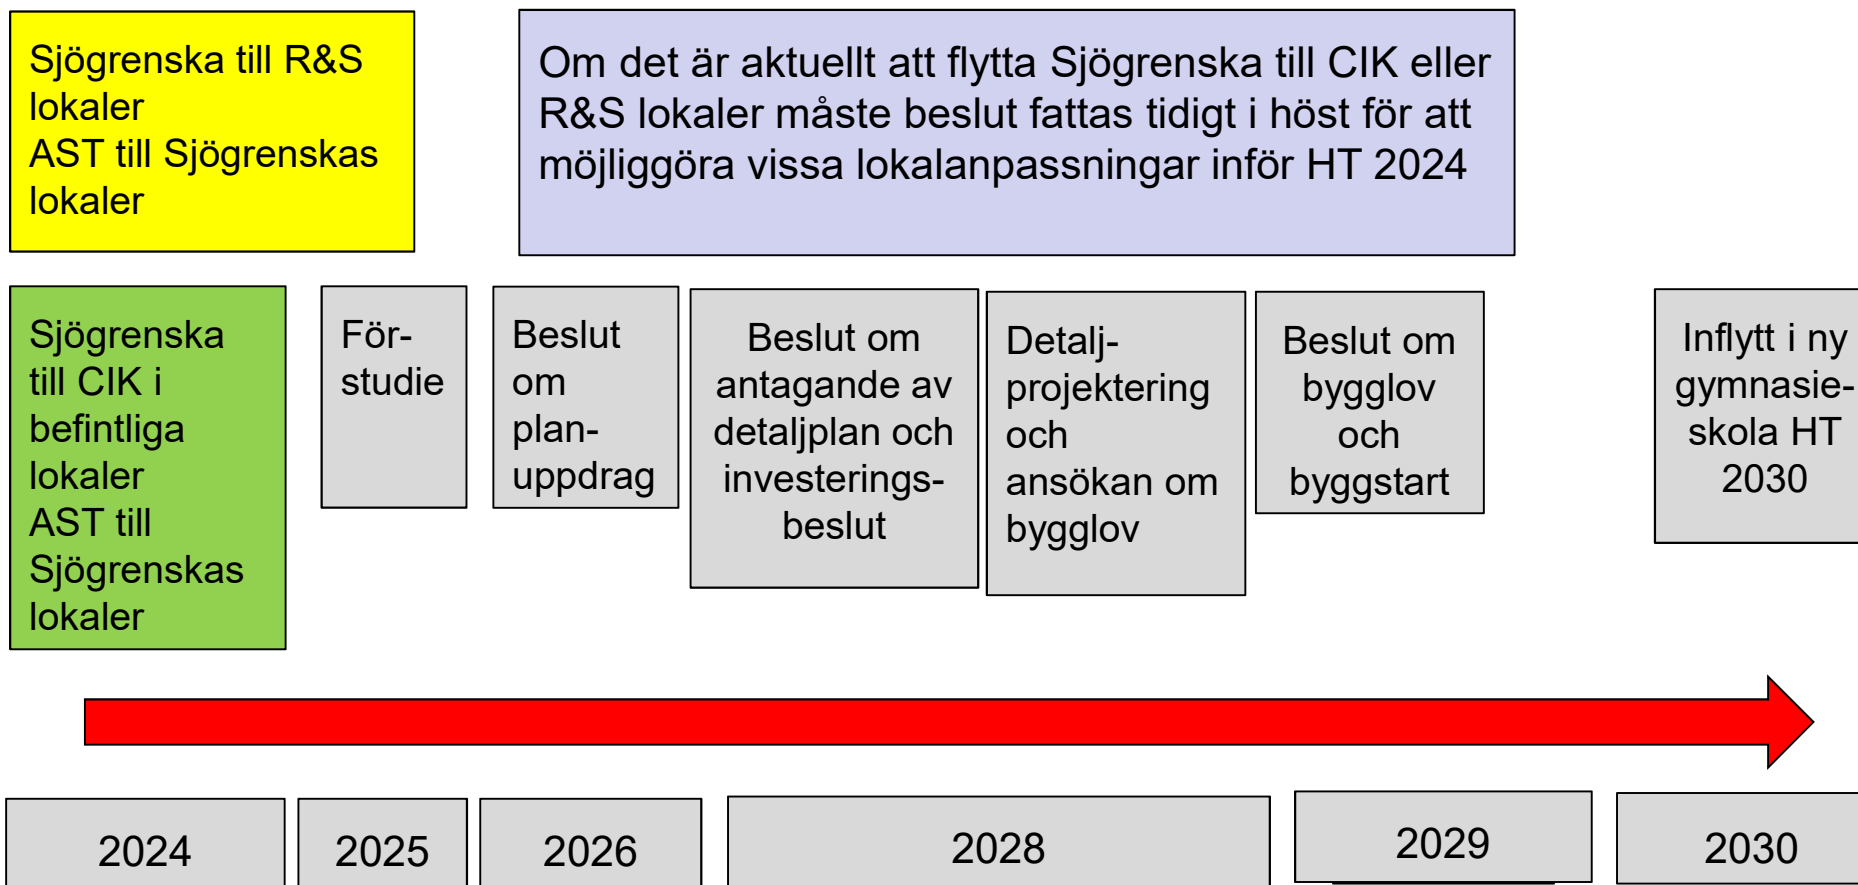 Sjögrenska till R&S
lokaler
AST till Sjögrenskas
lokaler
Om det är aktuellt att flytta Sjögrenska till CIK eller
R&S lokaler måste beslut fattas tidigt i höst för att
möjliggöra vissa lokalanpassningar inför HT 2024
Sjögrenska
till CIK i
befintliga
lokaler
AST till
Sjögrenskas
lokaler
För-
studie
Beslut
om
plan-
uppdrag
Beslut om
antagande av
detaljplan och
investerings-
beslut
Detalj-
projektering
och
ansökan om
bygglov
Beslut om
bygglov
och
byggstart
Inflytt i ny
gymnasie-
skola HT
2030
2024
2025
2026
2028
2029
2030